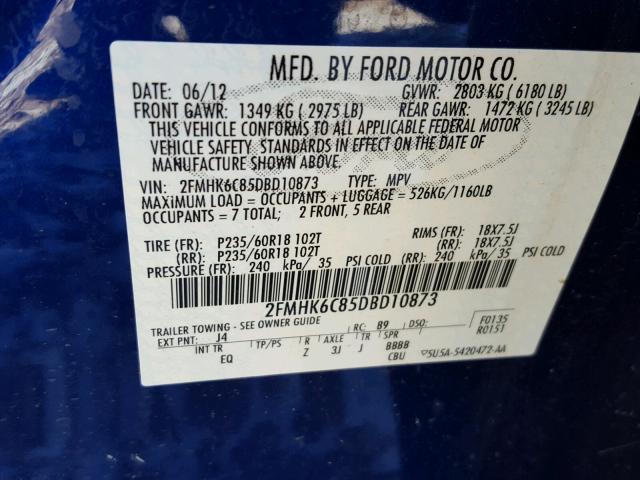 MFD. BY FORD MOTOR CO.
DATE: 06/12 GVWR: 2803 KG ( 6180 LB)
FRONT GAWR: 1349 KG ( 2975 LB) REAR GAWR: 1472 KG ( 3245 LB)
THIS VEHICLE CONFORMS TO ALL APPLICABLE FEDERAL MOTOR
VEHICLE SAFETY STANDARDS IN EFFECT ON THE DATE OF
MANUFACTURE SHOWN ABOVE.
VIN: 2FMHK6C85DBD10873 TYPE: MPV
MAXIMUM LOAD = OCCUPANTS + LUGGAGE = 526KG/1160LB
OCCUPANTS = 7 TOTAL; 2 FRONT, 5 REAR
TIRE (FR): P235/60R18 102T RIMS (FR): 18X7.5J
(RR): P235/60R18 102T (RR): 18X7.5J
PRESSURE (FR): 240 kPa/ 35 PSI COLD (RR): 240 kPa/ 35 PSI COLD
2FMHK6C85DBD10873
TRAILER TOWING - SEE OWNER GUIDE
EXT PNT: J4 RC: 89 DSO: F0135
INT TR TP/PS R AXLE TR SPR R0151
EQ Z 3J J BBBB
CBU 5U5A-5420472-AA